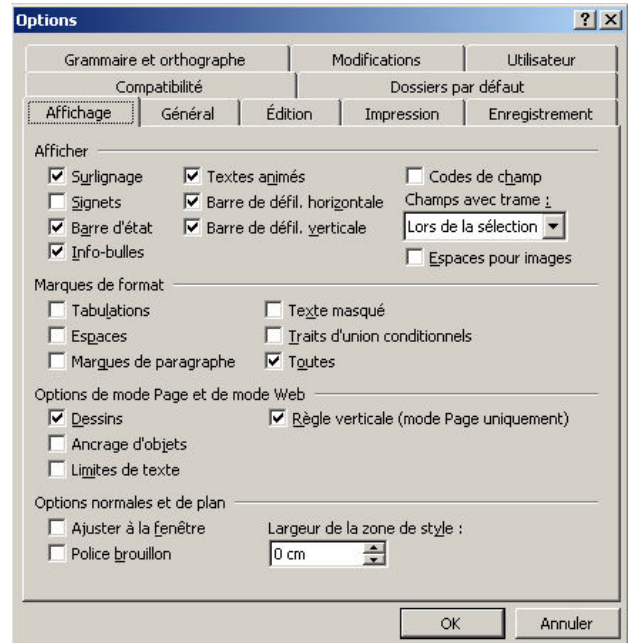 Options
Grammaire et orthographe Modifications Utilisateur
Compatibilité Dossiers par défaut
Affichage Général Édition Impression Enregistrement
Afficher
Surlignage Textes animés Codes de champ
Signets Barre de défil. horizontale Champs avec trame :
Barre d'état Barre de défil. verticale Lors de la sélection
Info-bulles Espaces pour images
Marques de format
Tabulations Texte masqué
Espaces Traits d'union conditionnels
Marques de paragraphe Toutes
Options de mode Page et de mode Web
Dessins Règle verticale (mode Page uniquement)
Ancrage d'objets
Limites de texte
Options normales et de plan
Ajuster à la fenêtre Largeur de la zone de style :
Police brouillon 0 cm
OK Annuler